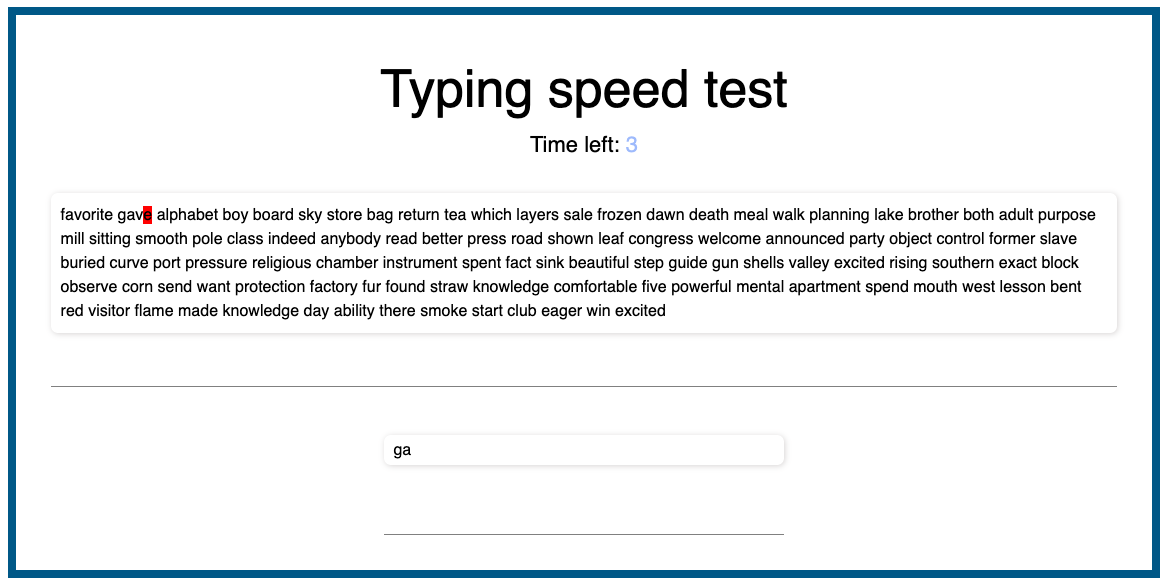 Typing speed test
Time left: 3
favorite gave alphabet boy board sky store bag return tea which layers sale frozen dawn death meal walk planning lake brother both adult purpose
mill sitting smooth pole class indeed anybody read better press road shown leaf congress welcome announced party object control former slave
buried curve port pressure religious chamber instrument spent fact sink beautiful step guide gun shells valley excited rising southern exact block
observe corn send want protection factory fur found straw knowledge comfortable five powerful mental apartment spend mouth west lesson bent
red visitor flame made knowledge day ability there smoke start club eager win excited
ga